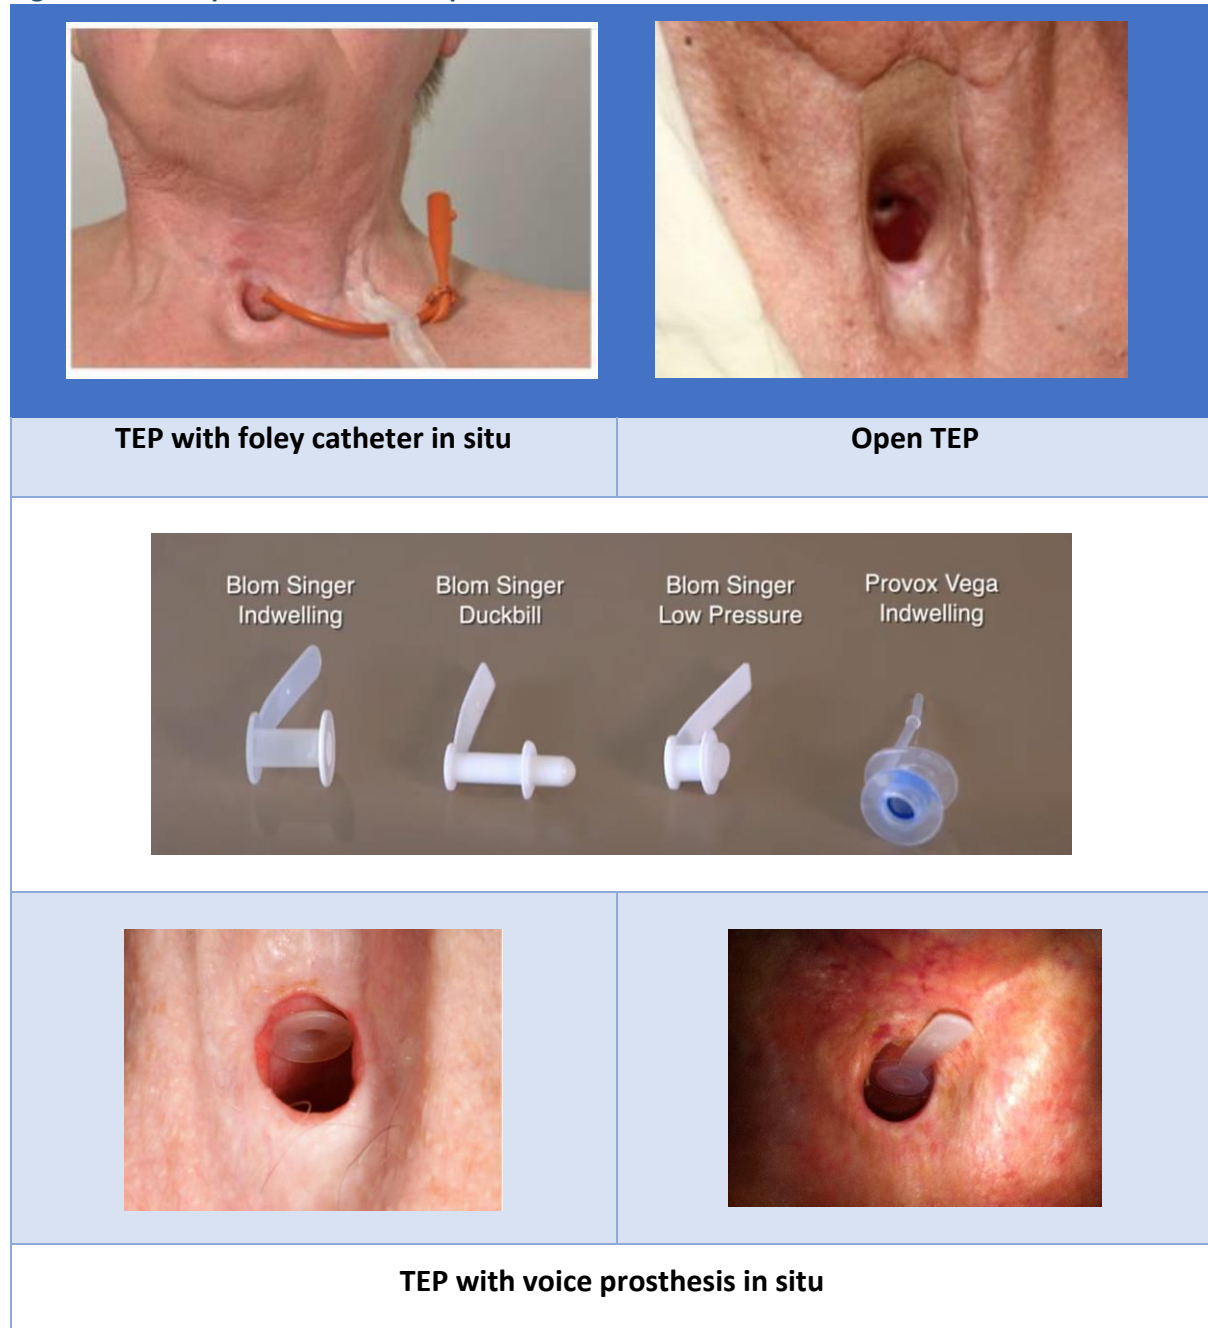 TEP with foley catheter in situ
Open TEP
Blom Singer
Indwelling
Blom Singer
Duckbill
Blom Singer
Low Pressure
Provox Vega
Indwelling
TEP with voice prosthesis in situ